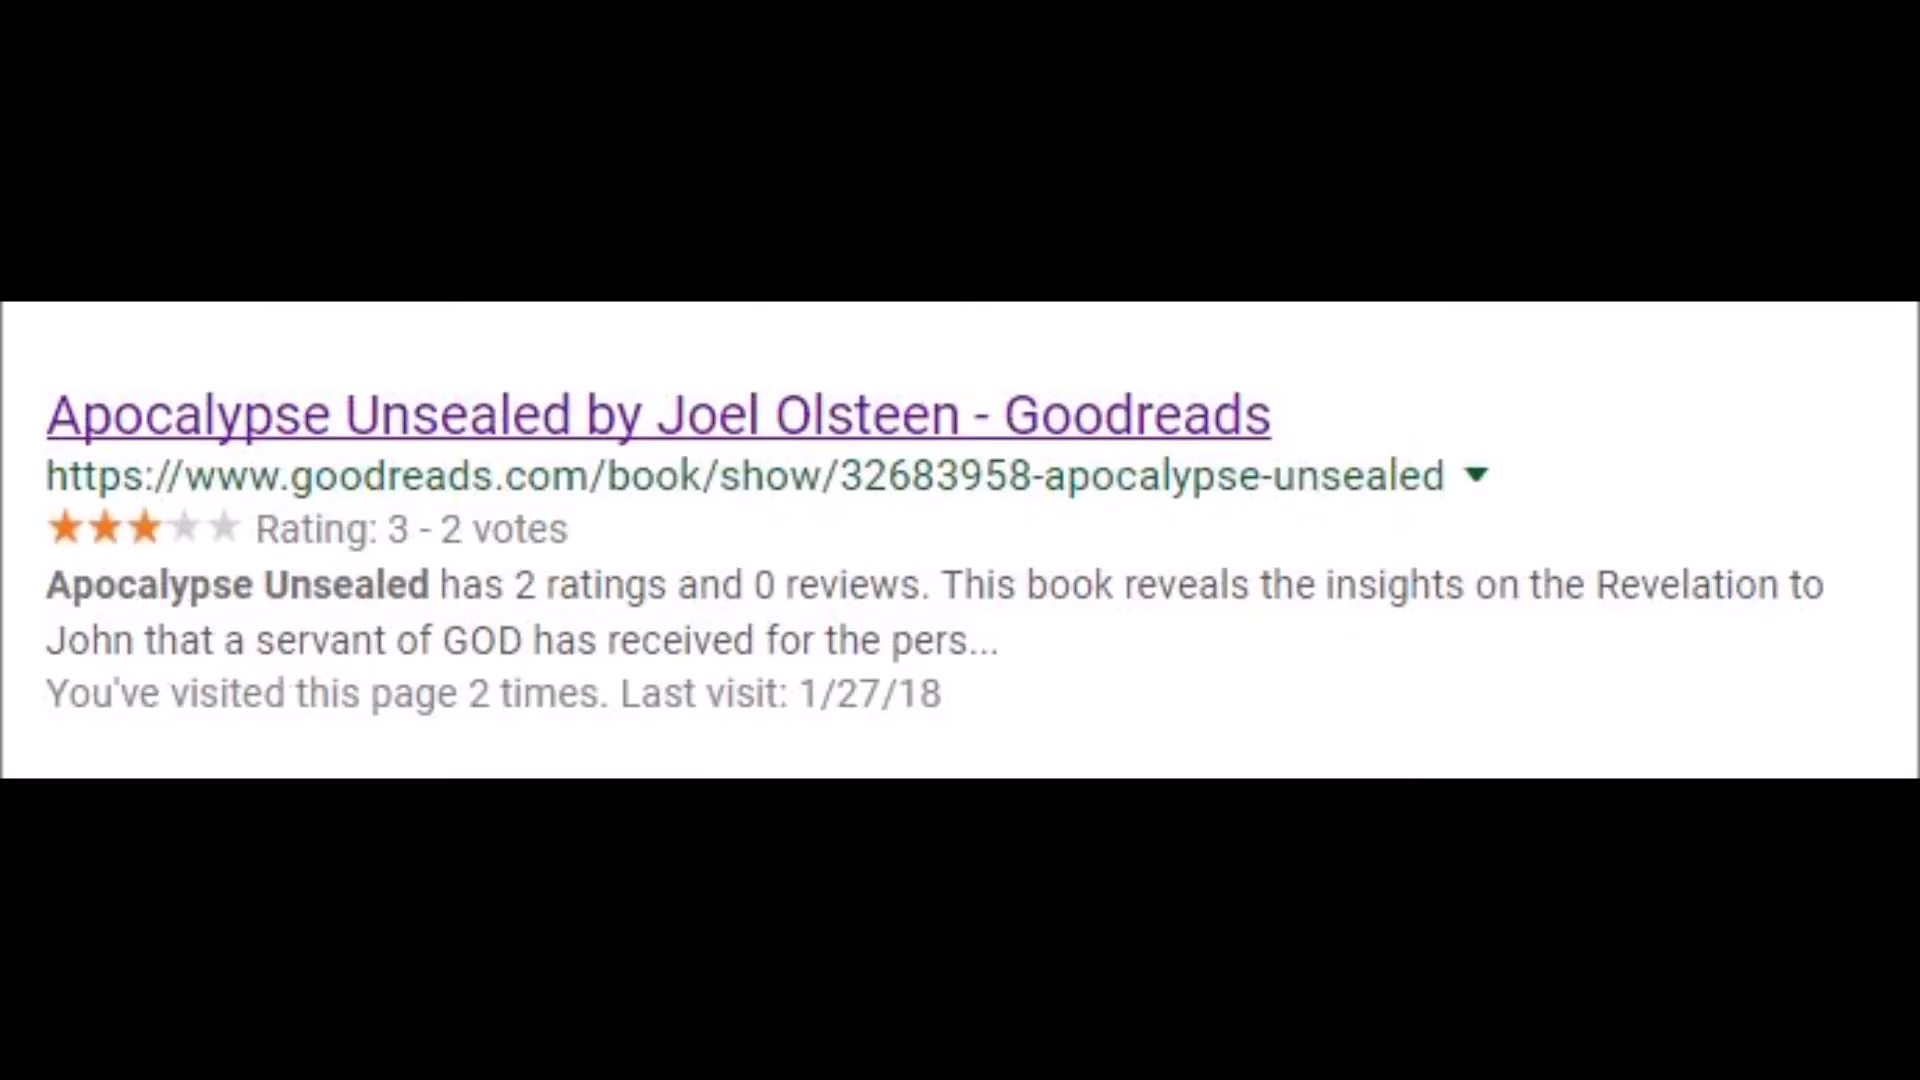 Apocalypse Unsealed by Joel Olsteen - Goodreads
https://www.goodreads.com/book/show/32683958-apocalypse-unsealed
Rating: 3 - 2 votes
Apocalypse Unsealed has 2 ratings and 0 reviews. This book reveals the insights on the Revelation to
John that a servant of GOD has received for the pers...
You've visited this page 2 times. Last visit: 1/27/18